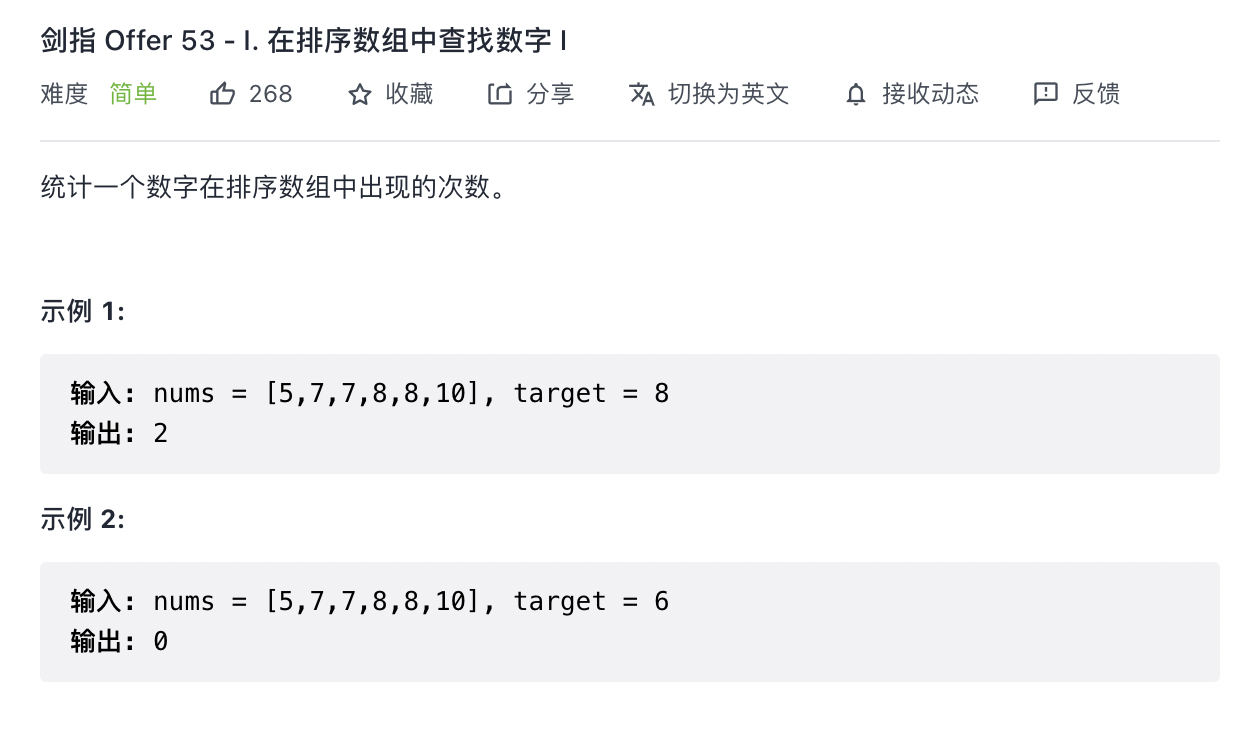 剑指 Offer 53 - I. 在排序数组中查找数字 I
难度 简单 268 收藏 分享 切换为英文 接收动态 反馈
统计一个数字在排序数组中出现的次数。
示例 1:
输入: nums = [5,7,7,8,8,10], target = 8
输出: 2
示例 2:
输入: nums = [5,7,7,8,8,10], target = 6
输出: 0